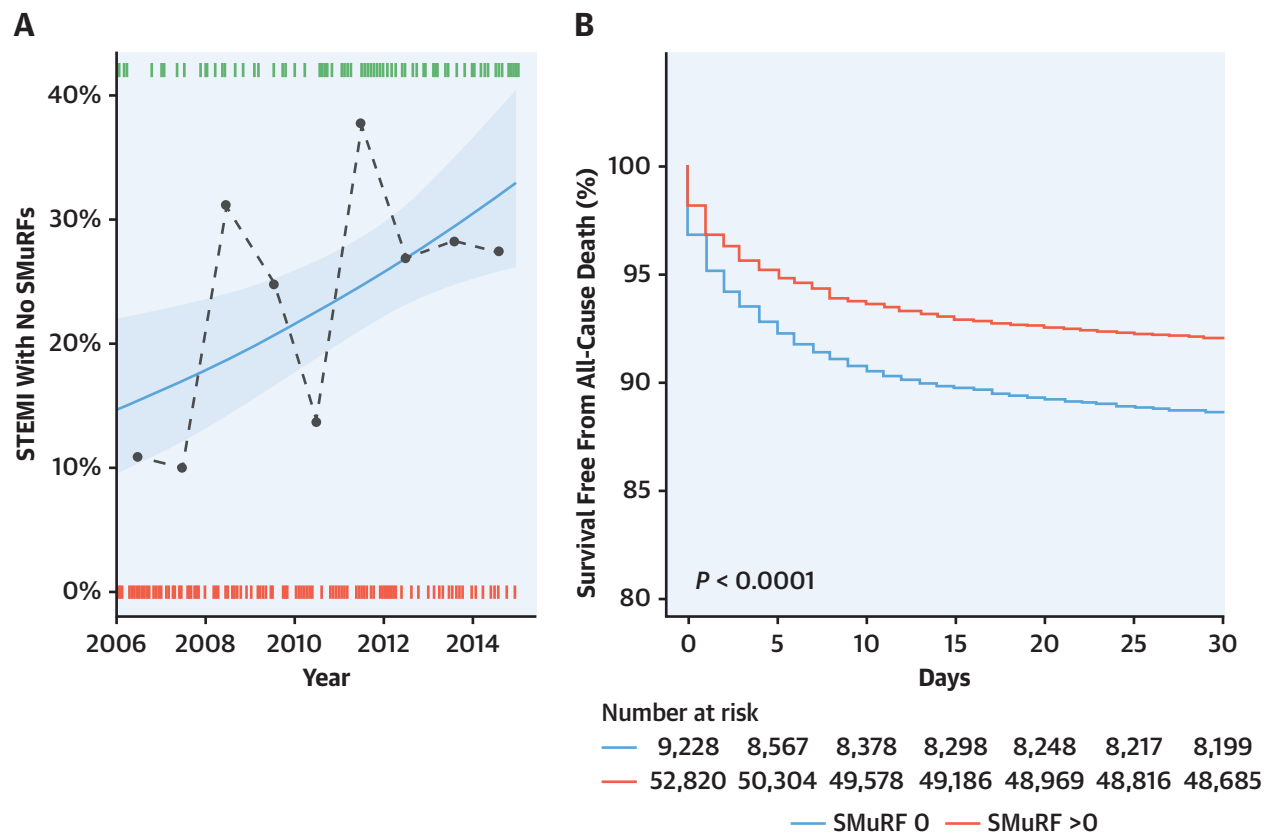 A
STEMI With No SMuRFs
40%
30%
20%
10%
0%
2006 2008 2010 2012 2014
Year
B
Survival Free From All-Cause Death (%)
100
95
90
85
80
P < 0.0001
0 5 10 15 20 25 30
Days
Number at risk
9,228 8,567 8,378 8,298 8,248 8,217 8,199
52,820 50,304 49,578 49,186 48,969 48,816 48,685
SMuRF 0 SMuRF >0